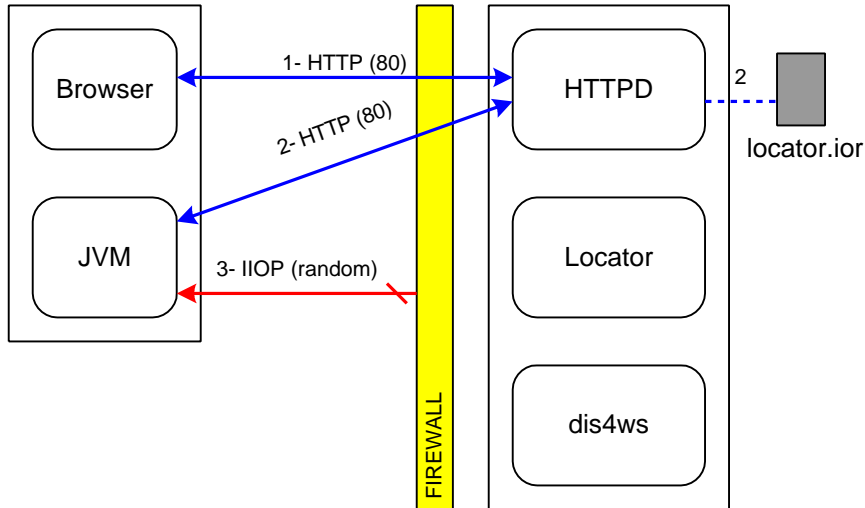 1- HTTP (80)
Browser
HTTPD
2
2- HTTP (80)
locator.ior
JVM
3- IIOP (random)
Locator
FIREWALL
dis4ws